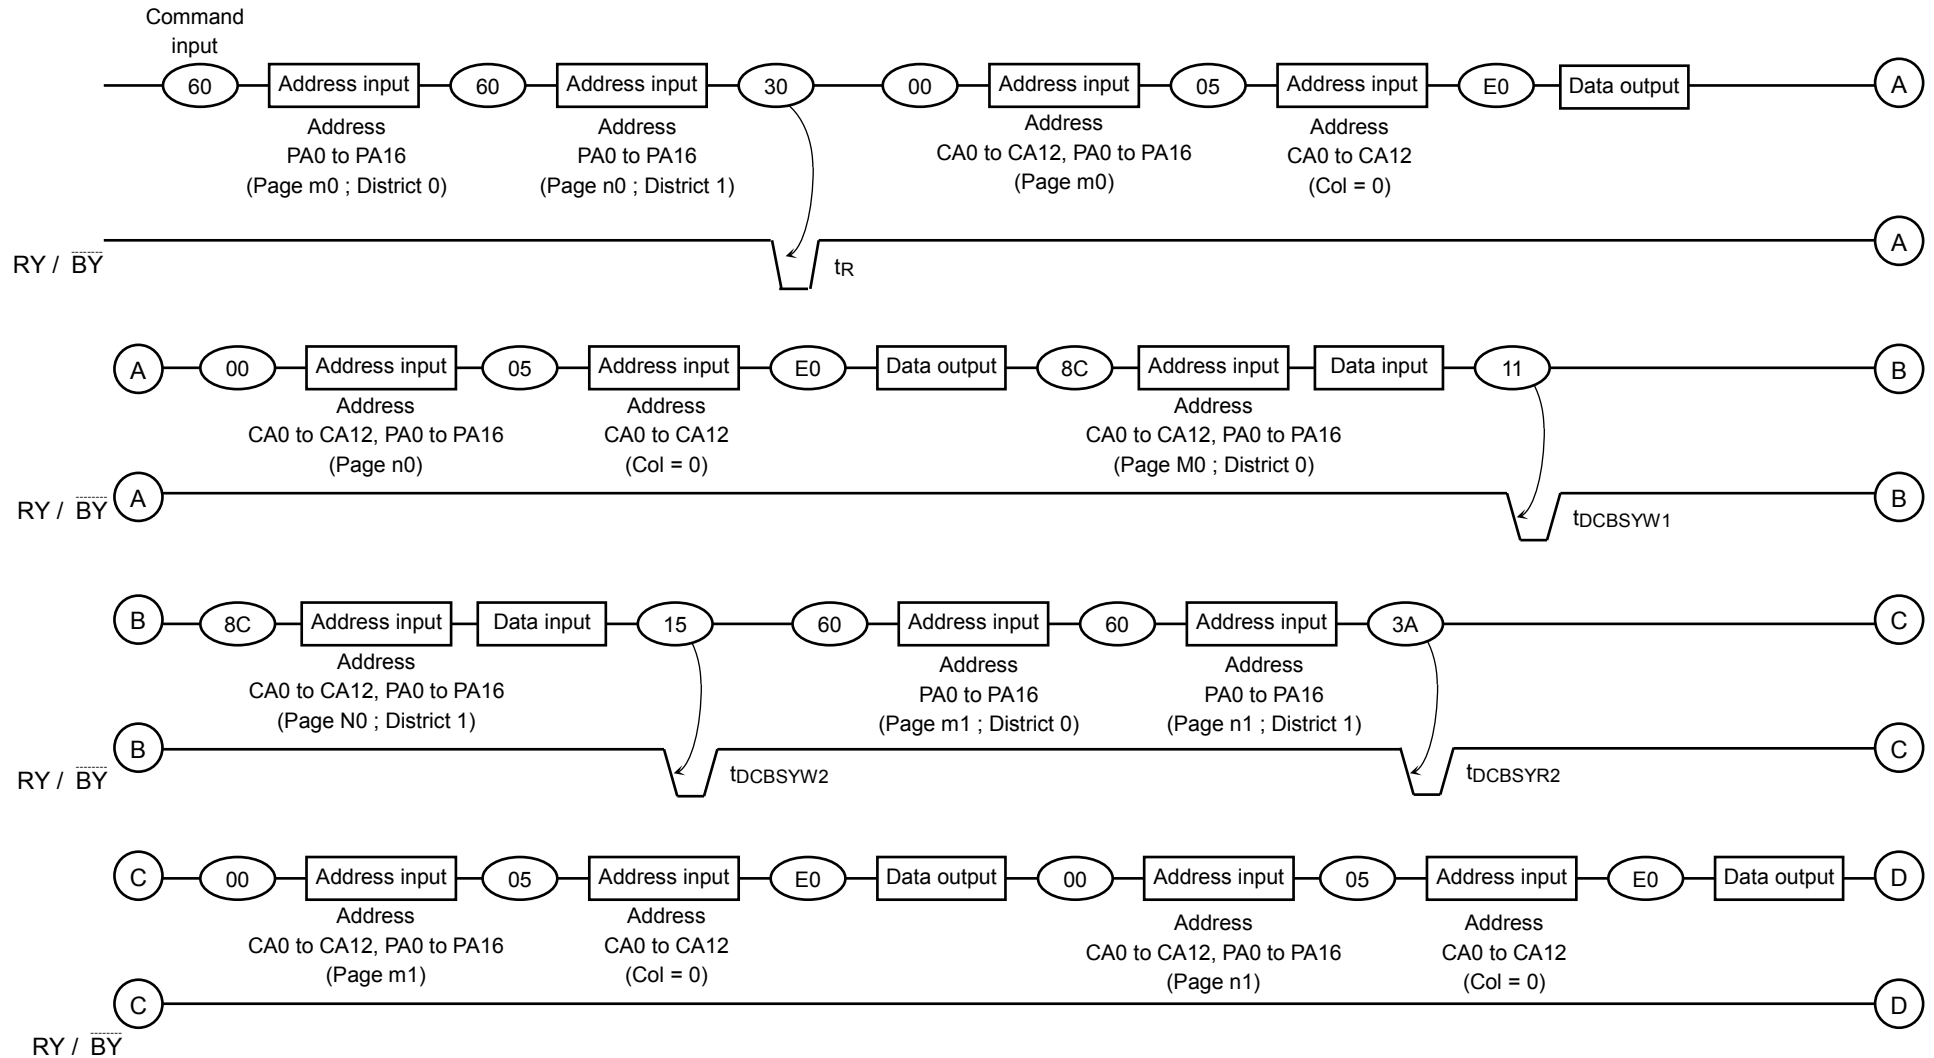 Command
input
60 Address input 60 Address input 30 00 Address input 05 Address input E0 Data output A
Address Address Address Address
PA0 to PA16 PA0 to PA16 CA0 to CA12, PA0 to PA16 CA0 to CA12
(Page m0 ; District 0) (Page n0 ; District 1) (Page m0) (Col = 0)
RY / BY tR A
A 00 Address input 05 Address input E0 Data output 8C Address input Data input 11 B
Address Address Address
CA0 to CA12, PA0 to PA16 CA0 to CA12 CA0 to CA12, PA0 to PA16
(Page n0) (Col = 0) (Page M0 ; District 0)
RY / BY A tDCBSYW1 B
B 8C Address input Data input 15 60 Address input 60 Address input 3A C
Address Address Address
CA0 to CA12, PA0 to PA16 PA0 to PA16 PA0 to PA16
(Page N0 ; District 1) (Page m1 ; District 0) (Page n1 ; District 1)
RY / BY B tDCBSYW2 tDCBSYR2 C
C 00 Address input 05 Address input E0 Data output 00 Address input 05 Address input E0 Data output D
Address Address Address Address
CA0 to CA12, PA0 to PA16 CA0 to CA12 CA0 to CA12, PA0 to PA16 CA0 to CA12
(Page m1) (Col = 0) (Page n1) (Col = 0)
C D
RY / BY